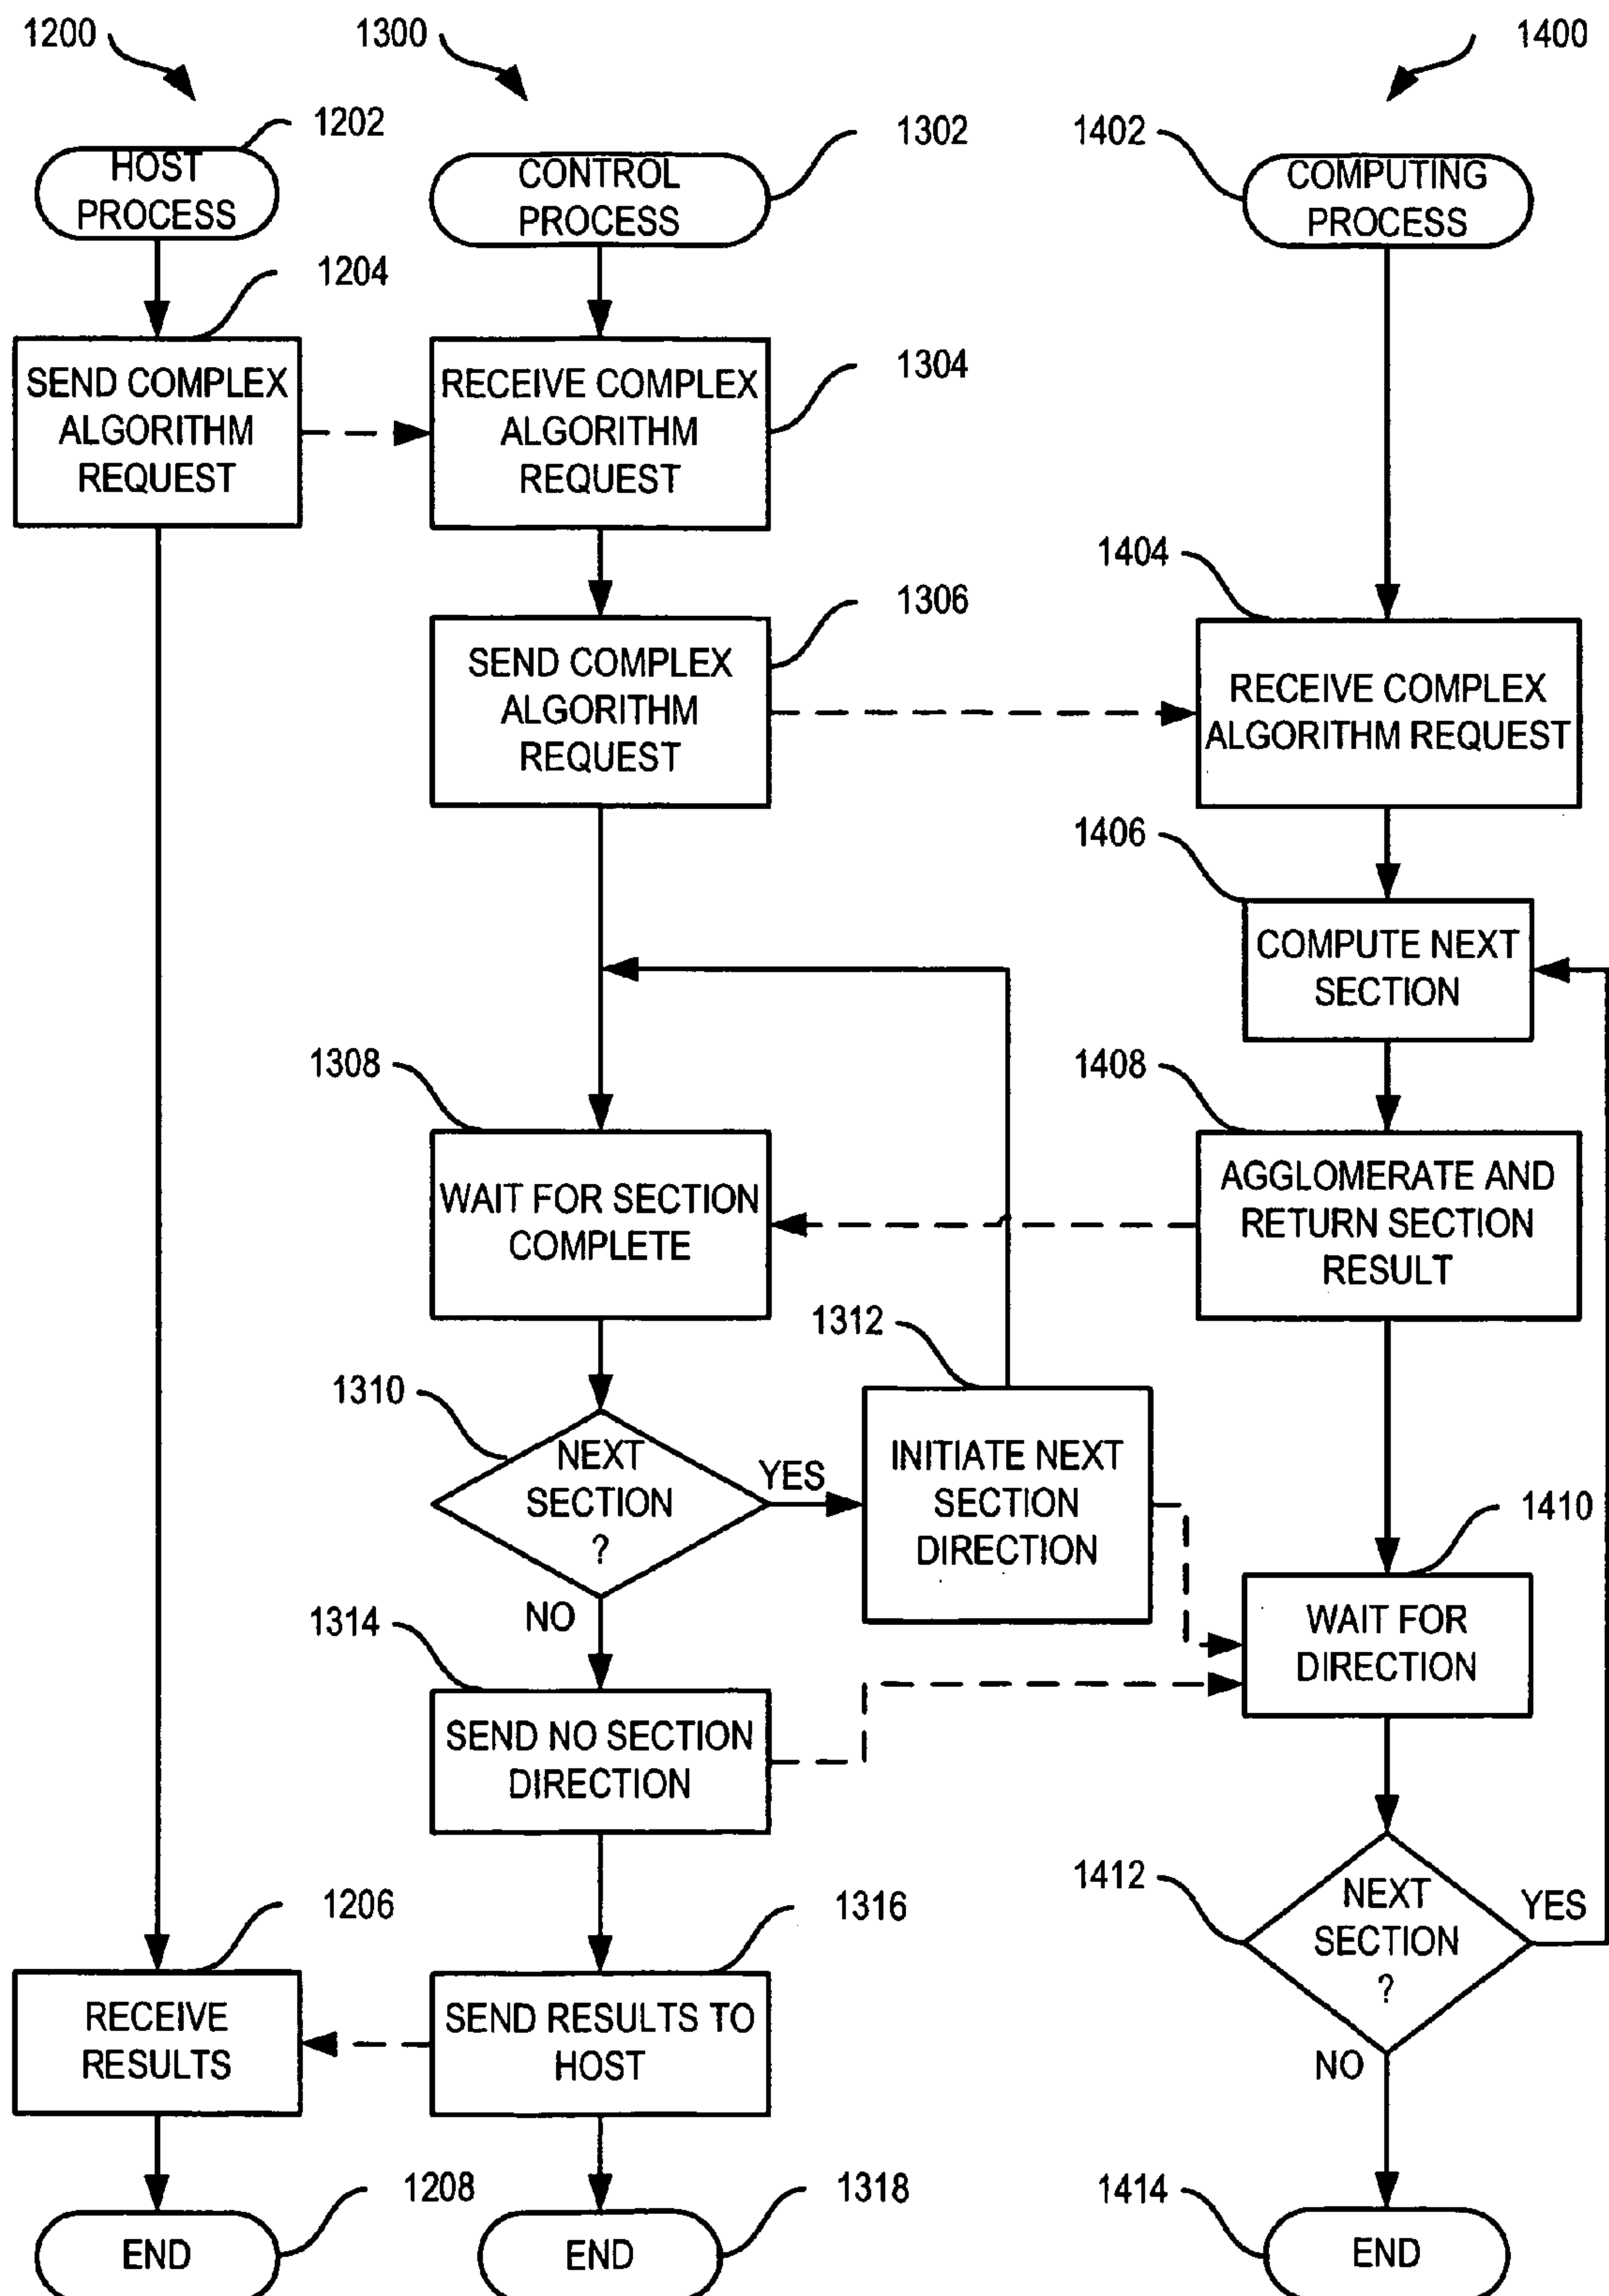 1200
1300
1400
1202
HOST
PROCESS
1302
CONTROL
PROCESS
1402
COMPUTING
PROCESS
1204
SEND COMPLEX
ALGORITHM
REQUEST
1304
RECEIVE COMPLEX
ALGORITHM
REQUEST
1306
SEND COMPLEX
ALGORITHM
REQUEST
1404
RECEIVE COMPLEX
ALGORITHM REQUEST
1406
COMPUTE NEXT
SECTION
1308
WAIT FOR SECTION
COMPLETE
1408
AGGLOMERATE AND
RETURN SECTION
RESULT
1310
NEXT
SECTION
?
YES
NO
1312
INITIATE NEXT
SECTION
DIRECTION
1410
WAIT FOR
DIRECTION
1314
SEND NO SECTION
DIRECTION
1412
NEXT
SECTION
?
YES
NO
1206
RECEIVE
RESULTS
1316
SEND RESULTS TO
HOST
1208
END
1318
END
1414
END